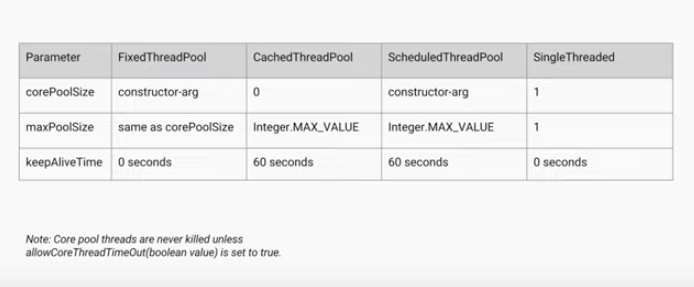 Parameter FixedThreadPool CachedThreadPool ScheduledThreadPool SingleThreaded
corePoolSize constructor-arg 0 constructor-arg 1
maxPoolSize same as corePoolSize Integer.MAX_VALUE Integer.MAX_VALUE 1
keepAliveTime 0 seconds 60 seconds 60 seconds 0 seconds
Note: Core pool threads are never killed unless
allowCoreThreadTimeOut(boolean value) is set to true.